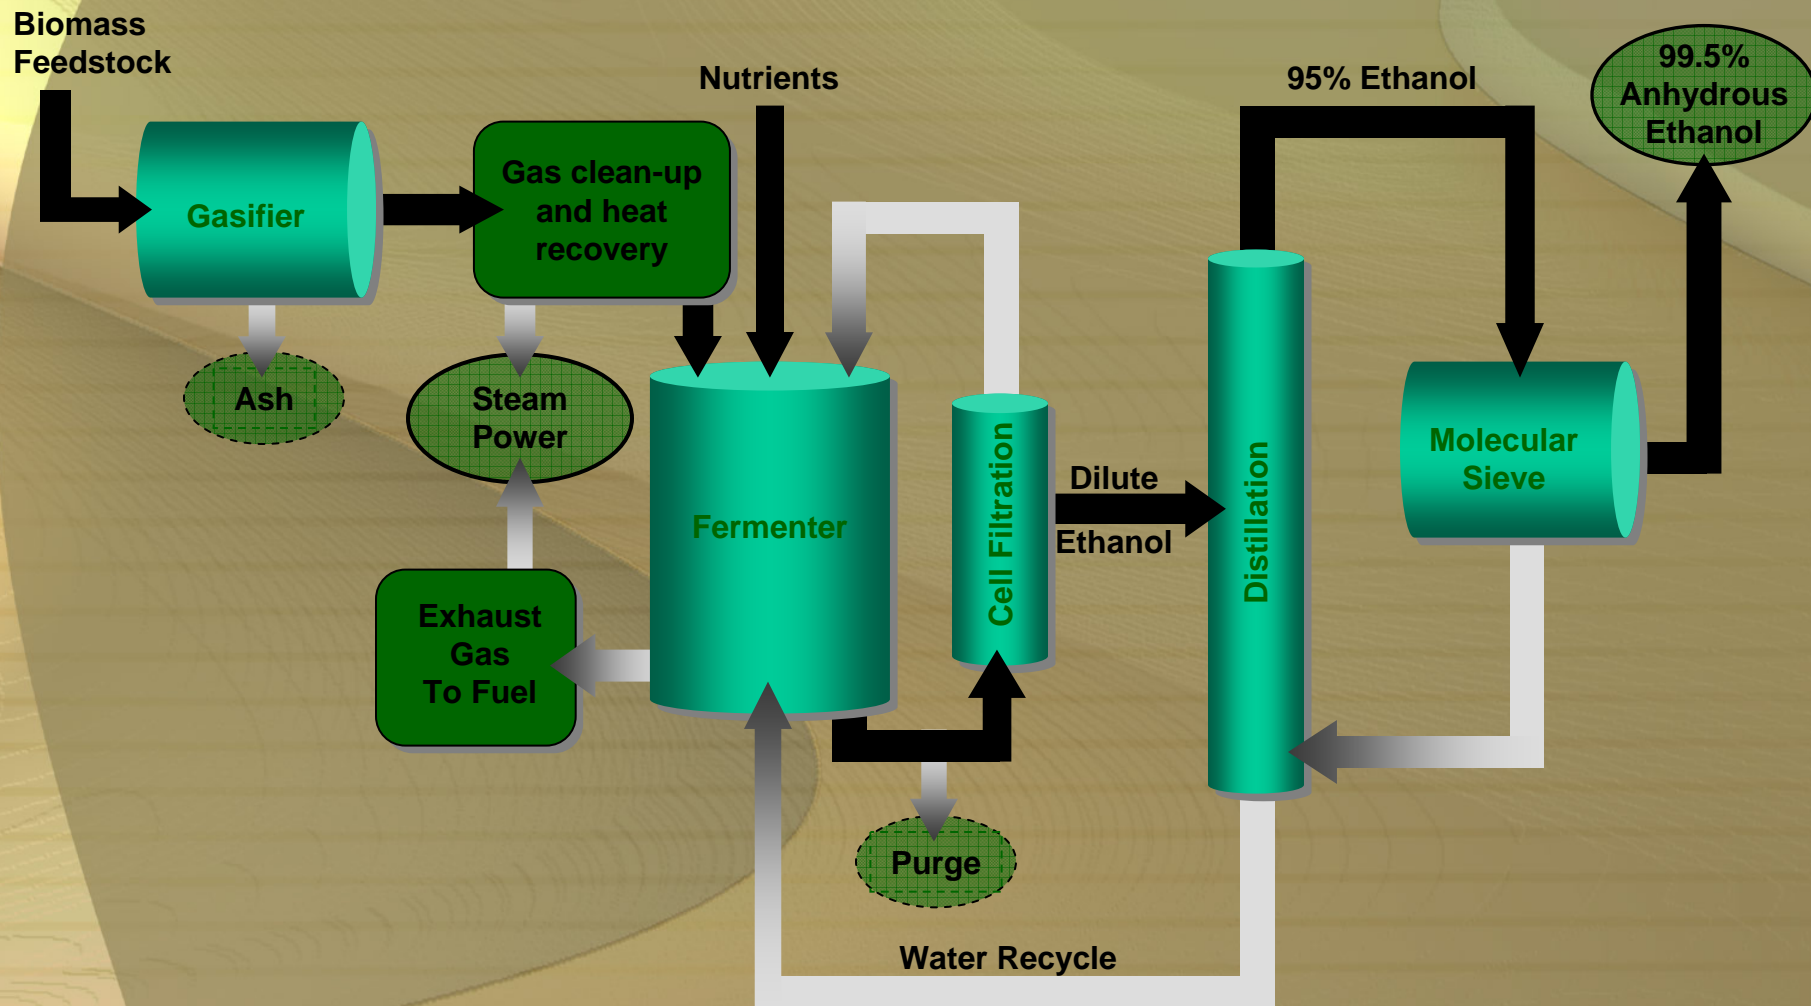 Biomass
Feedstock
Nutrients
95% Ethanol
99.5%
Anhydrous
Ethanol
Gasifier
Gas clean-up
and heat
recovery
Ash
Steam
Power
Fermenter
Cell Filtration
Dilute
Ethanol
Distillation
Molecular
Sieve
Exhaust
Gas
To Fuel
Purge
Water Recycle